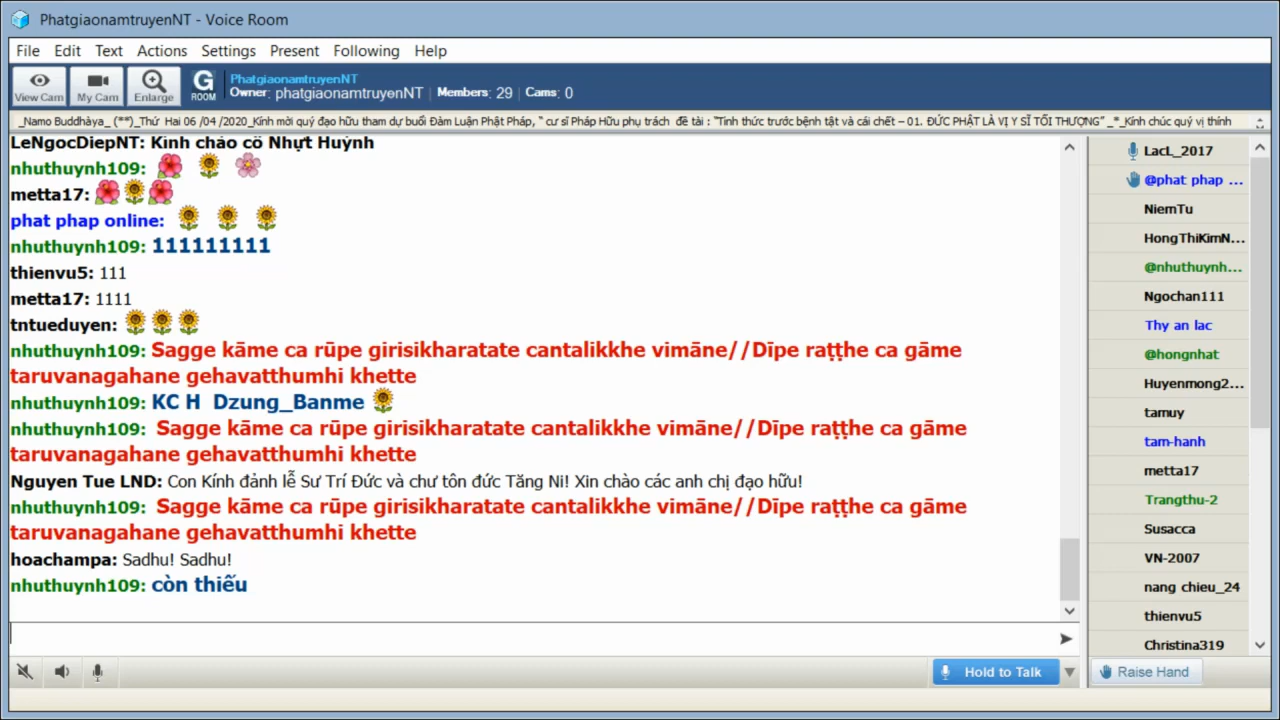 PhatgiaonamtruyenNT - Voice Room
File Edit Text Actions Settings Present Following Help
View Cam My Cam Enlarge G ROOM PhatgiaonamtruyenNT
Owner: phatgiaonamtruyenNT | Members: 29 | Cams: 0
_Namo Buddhàya_ (**)_Thứ Hai 06 /04 /2020_Kính mời quý đạo hữu tham dự buổi Đàm Luận Phật Pháp, “ cư sĩ Pháp Hữu phụ trách đề tài : “Tỉnh thức trước bệnh tật và cái chết – 01. ĐỨC PHẬT LÀ VỊ Y SĨ TỐI THƯỢNG” _*_Kính chúc quý vị thính
LeNgocDiepNT: Kính chào cô Nhựt Huỳnh
nhuthuynh109:
metta17:
phat phap online:
nhuthuynh109: 111111111
thienvu5: 111
metta17: 1111
tntueduyen:
nhuthuynh109: Sagge kāme ca rūpe girisikharatate cantalikkhe vimāne//Dīpe raṭṭhe ca gāme
taruvanagahane gehavatthumhi khette
nhuthuynh109: KC H Dzung_Banme
nhuthuynh109: Sagge kāme ca rūpe girisikharatate cantalikkhe vimāne//Dīpe raṭṭhe ca gāme
taruvanagahane gehavatthumhi khette
Nguyen Tue LND: Con Kính đảnh lễ Sư Trí Đức và chư tôn đức Tăng Ni! Xin chào các anh chị đạo hữu!
nhuthuynh109: Sagge kāme ca rūpe girisikharatate cantalikkhe vimāne//Dīpe raṭṭhe ca gāme
taruvanagahane gehavatthumhi khette
hoachampa: Sadhu! Sadhu!
nhuthuynh109: còn thiếu
Hold to Talk
LacL_2017
@phat phap ...
NiemTu
HongThiKimN...
@nhuthuynh...
Ngochan111
Thy an lac
@hongnhat
Huyenmong2...
tamuy
tam-hanh
metta17
Trangthu-2
Susacca
VN-2007
nang chieu_24
thienvu5
Christina319
Raise Hand